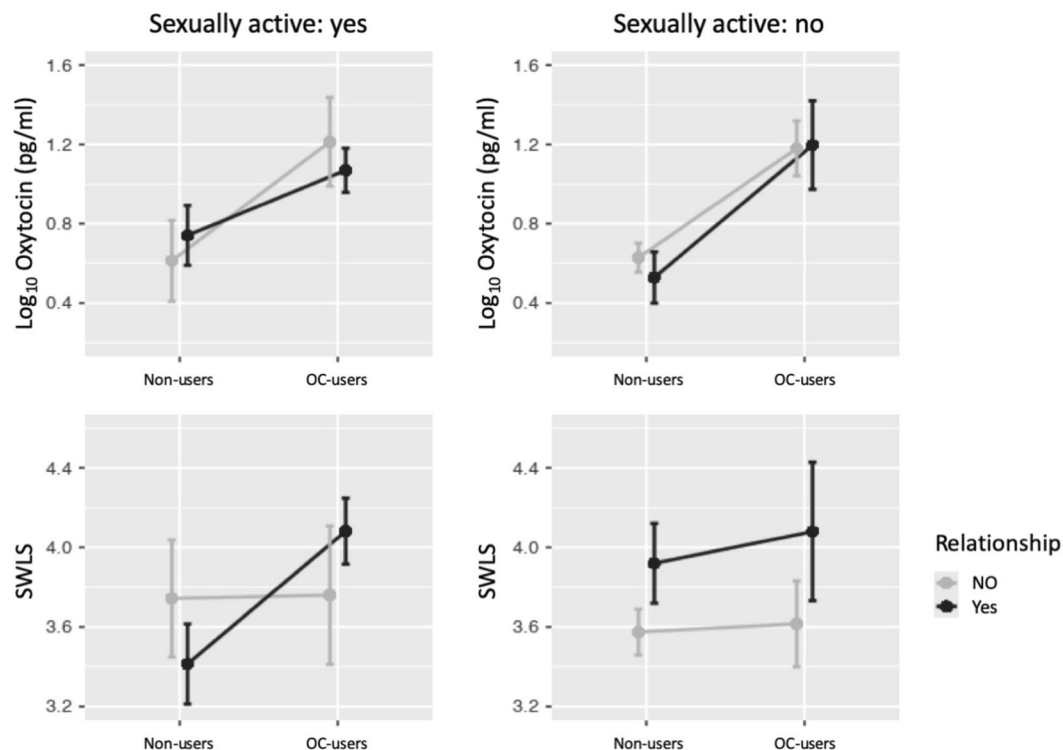 Sexually active: yes
Sexually active: no
Log₁₀ Oxytocin (pg/ml)
1.6
1.2
0.8
0.4
Non-users OC-users
Log₁₀ Oxytocin (pg/ml)
1.6
1.2
0.8
0.4
Non-users OC-users
SWLS
4.4
4.0
3.6
3.2
Non-users OC-users
SWLS
4.4
4.0
3.6
3.2
Non-users OC-users
Relationship
NO
Yes